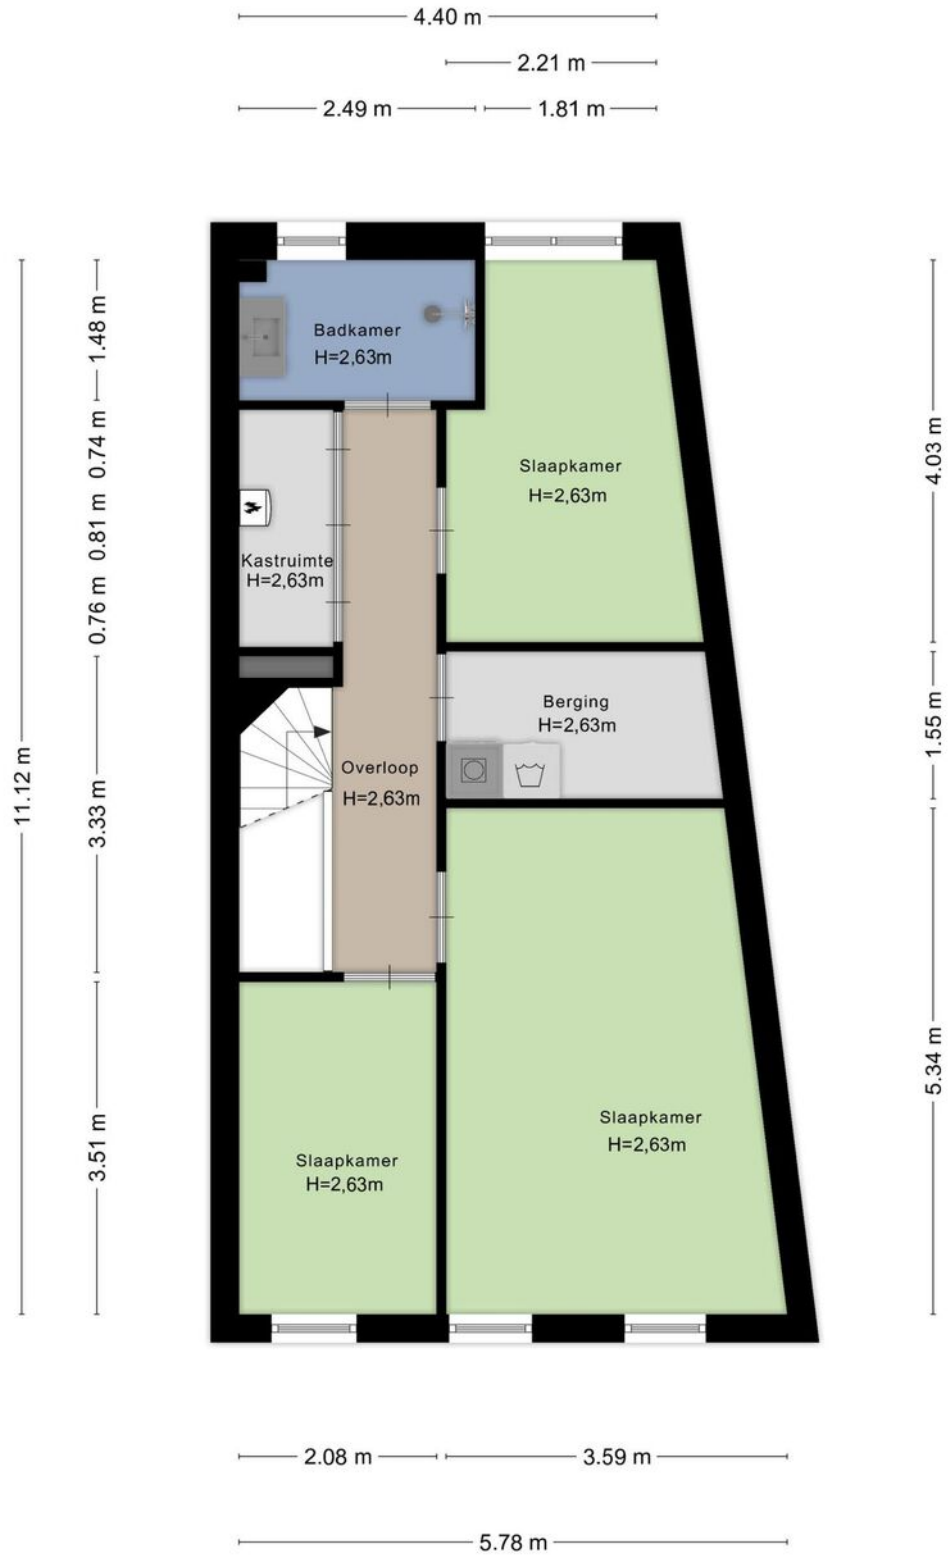 4.40 m
2.21 m
2.49 m
1.81 m
Badkamer
H=2,63m
1.48 m
0.74 m
0.81 m
0.76 m
Slaapkamer
H=2,63m
4.03 m
Kastruimte
H=2,63m
Berging
H=2,63m
1.55 m
Overloop
H=2,63m
11.12 m
3.33 m
Slaapkamer
H=2,63m
5.34 m
Slaapkamer
H=2,63m
3.51 m
2.08 m
3.59 m
5.78 m